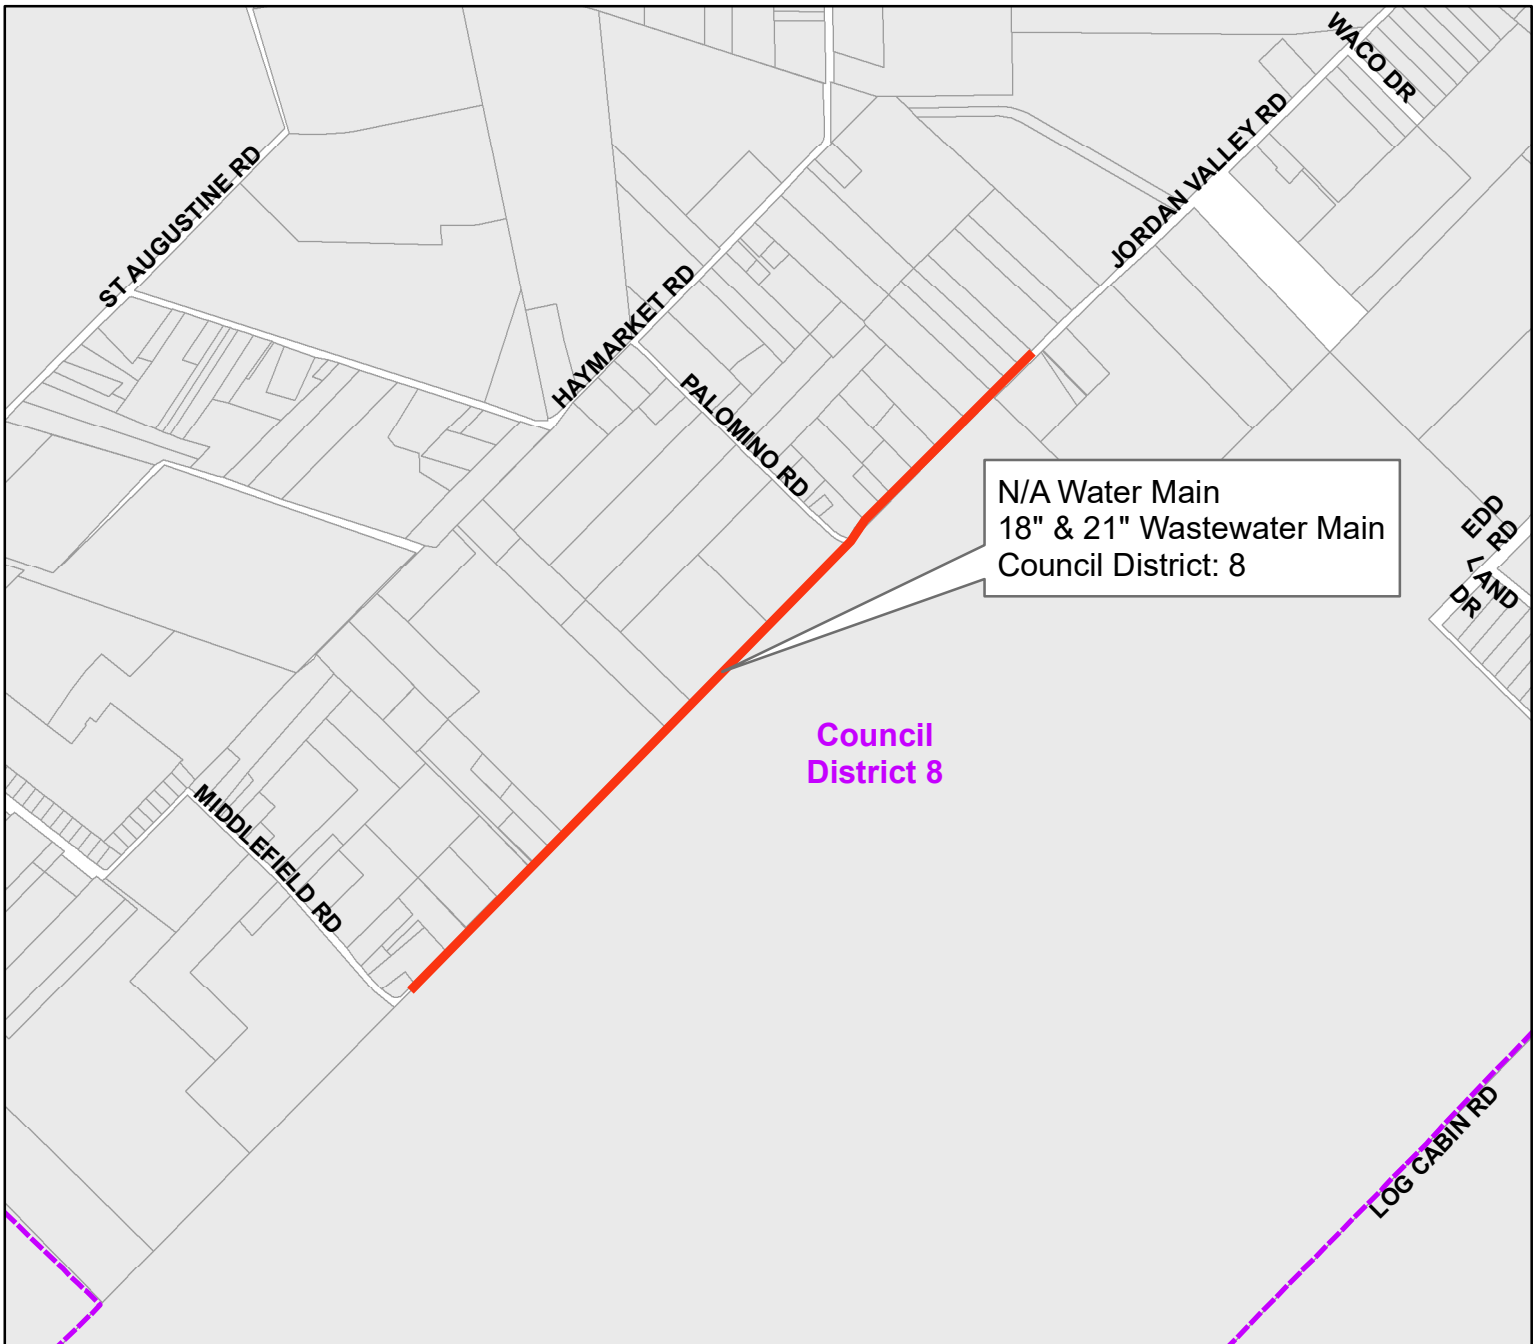 WACO DR
JORDAN VALLEY RD
ST AUGUSTINE RD
HAYMARKET RD
PALOMINO RD
N/A Water Main
18" & 21" Wastewater Main
Council District: 8
EDD
RD
LAND
DR
Council
District 8
MIDDLEFIELD RD
LOG CABIN RD